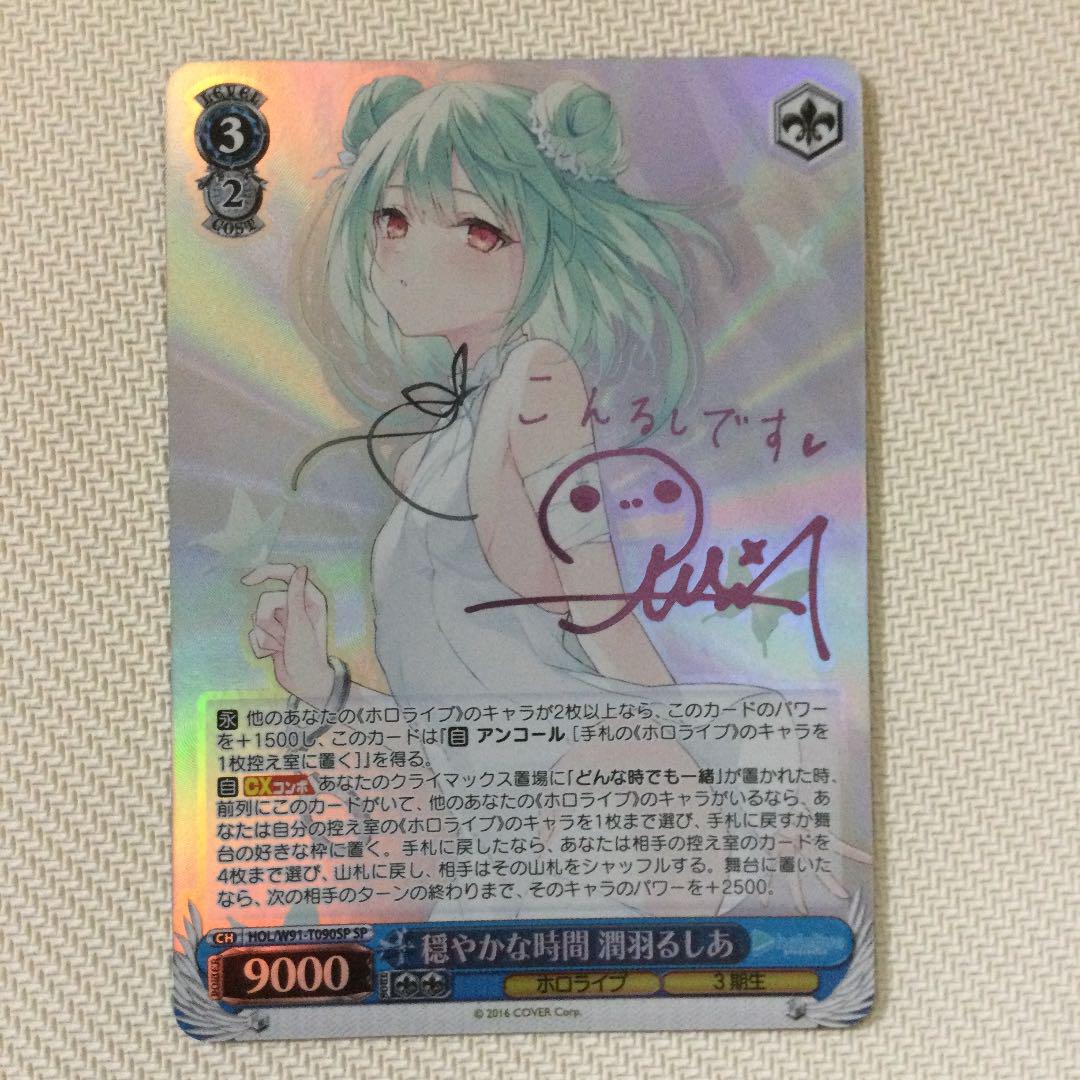 LEVEL
3
2
COST
こんるしです
永 他のあなたの《ホロライブ》のキャラが2枚以上なら、このカードのパワー
を+1500し、このカードは「自 アンコール [手札の《ホロライブ》のキャラを
1枚控え室に置く]」を得る。
自 CXコンボ あなたのクライマックス置場に「どんな時でも一緒」が置かれた時、
前列にこのカードがいて、他のあなたの《ホロライブ》のキャラがいるなら、あ
なたは自分の控え室の《ホロライブ》のキャラを1枚まで選び、手札に戻すか舞
台の好きな枠に置く。手札に戻したなら、あなたは相手の控え室のカードを
4枚まで選び、山札に戻し、相手はその山札をシャッフルする。舞台に置いた
なら、次の相手のターンの終わりまで、そのキャラのパワーを+2500。
CH HOL/W91-T090SP SP
穏やかな時間 潤羽るしあ
POWER 9000 SOUL
ホロライブ 3期生
© 2016 COVER Corp.